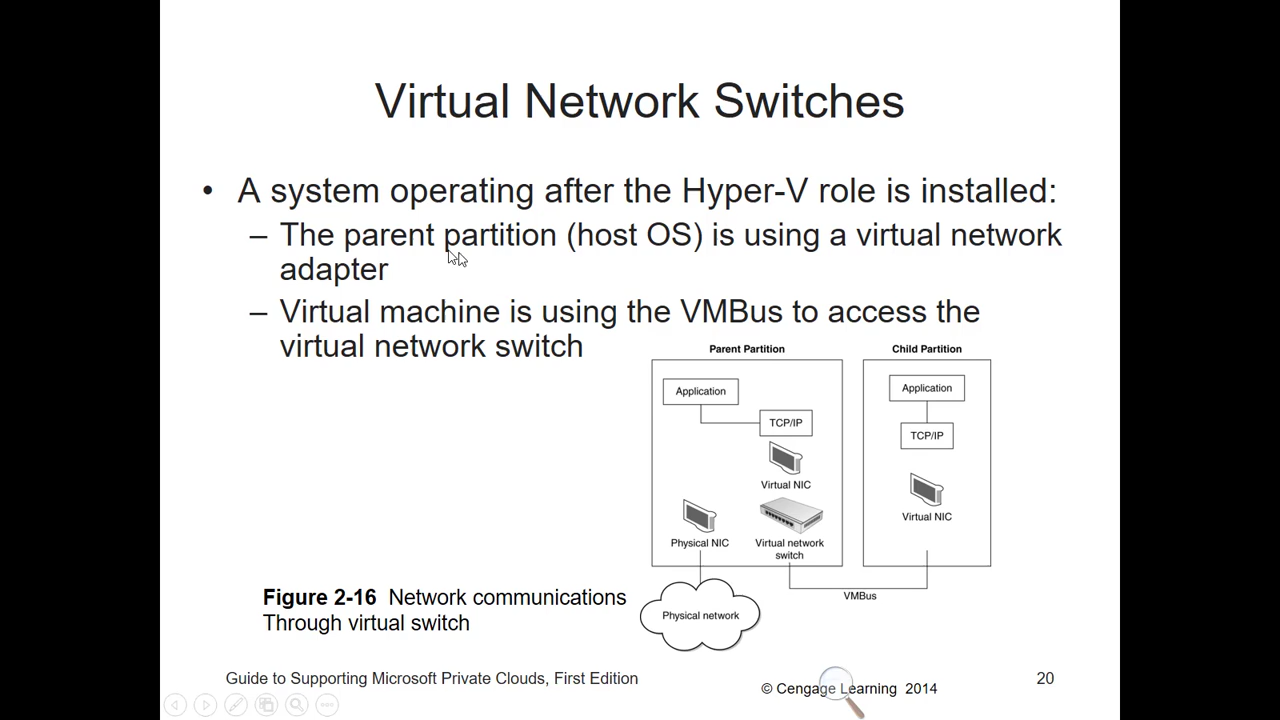 Virtual Network Switches
• A system operating after the Hyper-V role is installed:
– The parent partition (host OS) is using a virtual network
adapter
– Virtual machine is using the VMBus to access the
virtual network switch
Parent Partition
Child Partition
Application
TCP/IP
Virtual NIC
Physical NIC
Virtual network
switch
Application
TCP/IP
Virtual NIC
VMBus
Physical network
Figure 2-16 Network communications
Through virtual switch
Guide to Supporting Microsoft Private Clouds, First Edition
© Cengage Learning 2014
20